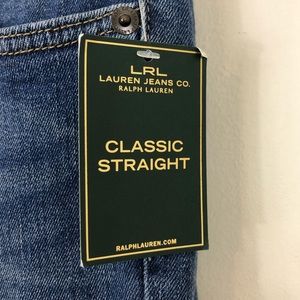 LRL
LAUREN JEANS CO.
RALPH LAUREN
CLASSIC
STRAIGHT
RALPHLAUREN.COM